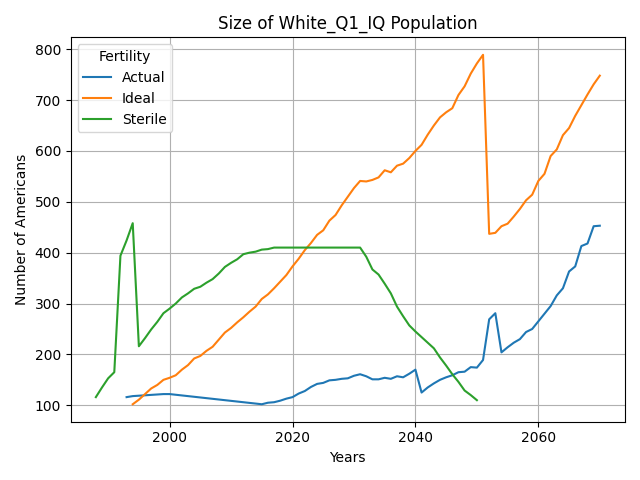 Size of White_Q1_IQ Population
Fertility
Actual
Ideal
Sterile
Number of Americans
800
700
600
500
400
300
200
100
2000
2020
2040
2060
Years